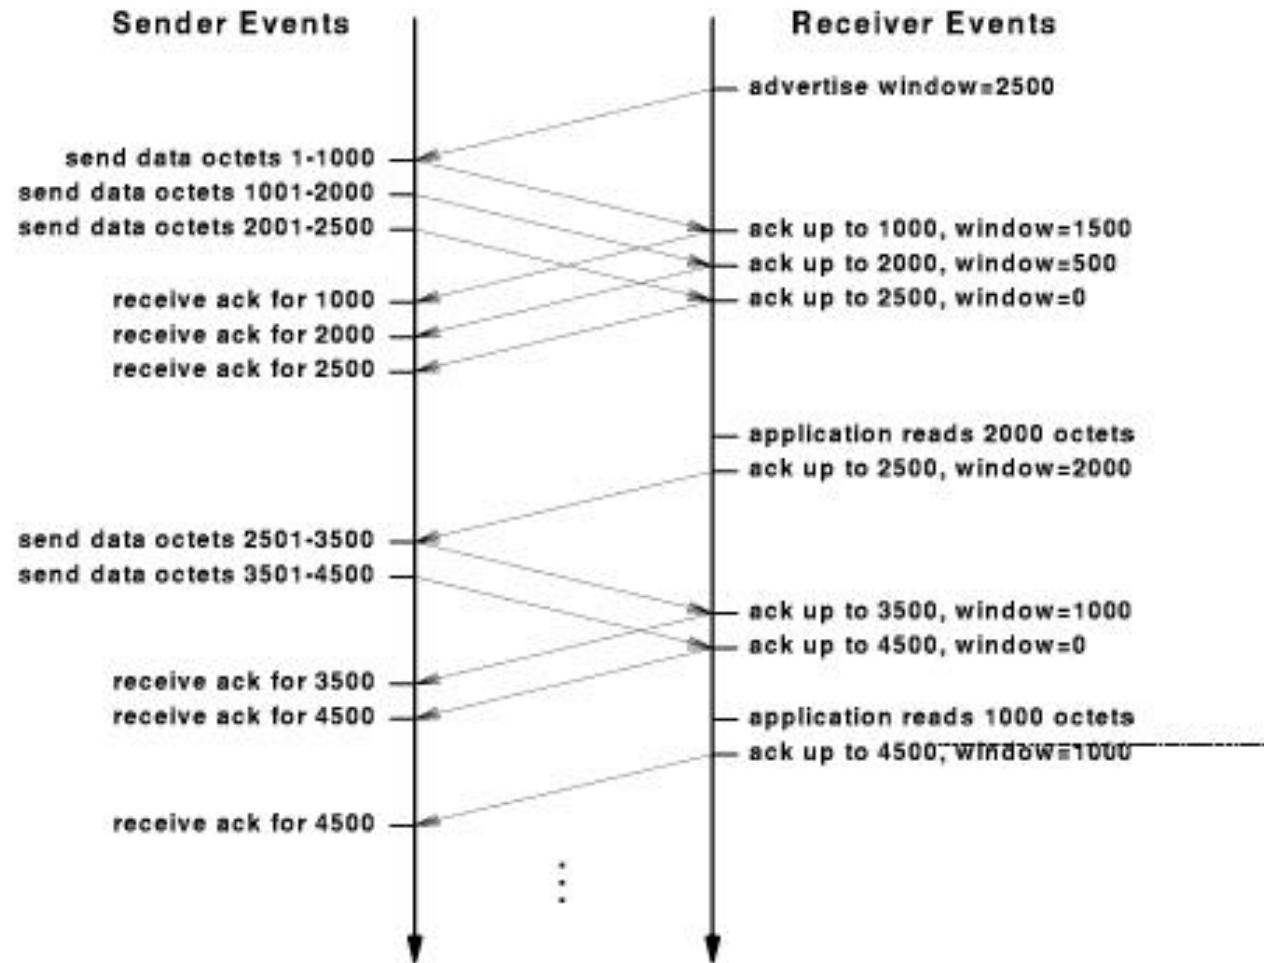 Sender Events
Receiver Events
advertise window=2500
send data octets 1-1000
send data octets 1001-2000
send data octets 2001-2500
ack up to 1000, window=1500
ack up to 2000, window=500
ack up to 2500, window=0
receive ack for 1000
receive ack for 2000
receive ack for 2500
application reads 2000 octets
ack up to 2500, window=2000
send data octets 2501-3500
send data octets 3501-4500
ack up to 3500, window=1000
ack up to 4500, window=0
receive ack for 3500
receive ack for 4500
application reads 1000 octets
ack up to 4500, window=1000
receive ack for 4500